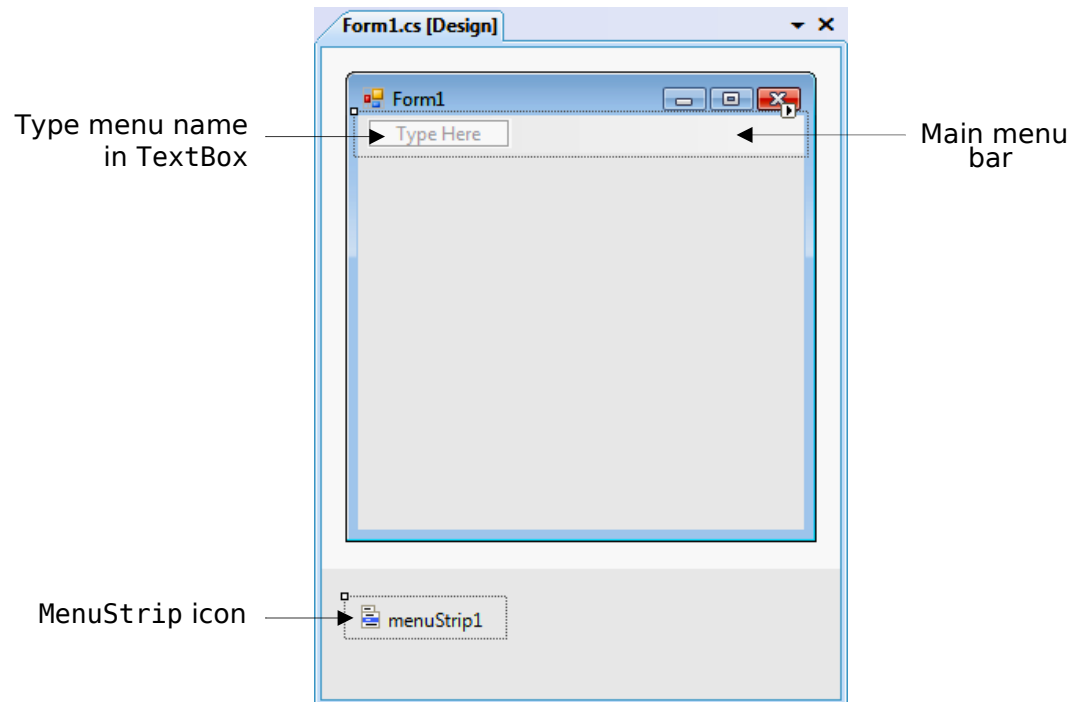 Form1.cs [Design]
Form1
Type menu name
in TextBox
Type Here
Main menu
bar
MenuStrip icon
menuStrip1